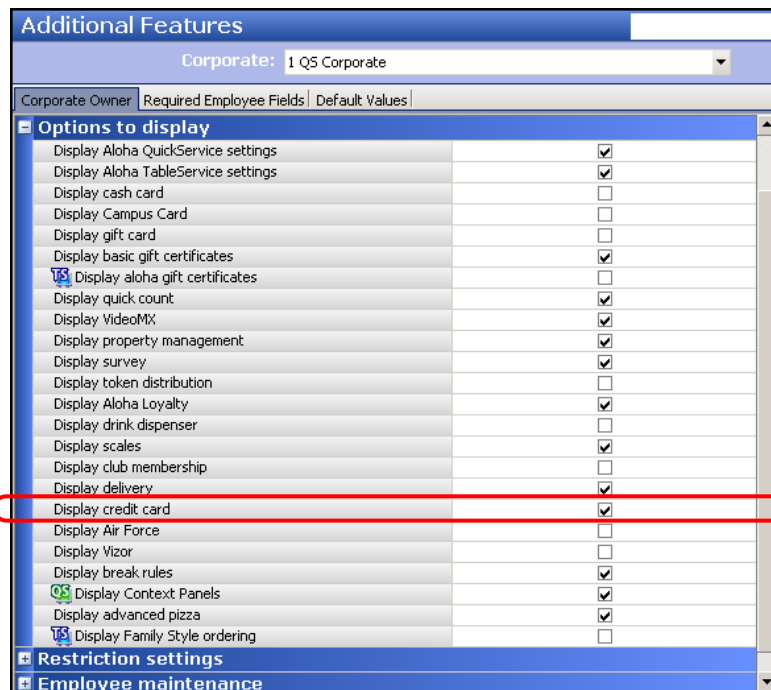 Additional Features
Corporate: 1 QS Corporate
Corporate Owner Required Employee Fields Default Values
Options to display
Display Aloha QuickService settings
Display Aloha TableService settings
Display cash card
Display Campus Card
Display gift card
Display basic gift certificates
TS Display aloha gift certificates
Display quick count
Display VideoMX
Display property management
Display survey
Display token distribution
Display Aloha Loyalty
Display drink dispenser
Display scales
Display club membership
Display delivery
Display credit card
Display Air Force
Display Vizor
Display break rules
QS Display Context Panels
Display advanced pizza
TS Display Family Style ordering
Restriction settings
Employee maintenance